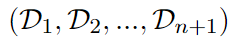 (𝒟₁, 𝒟₂, ..., 𝒟ₙ₊₁)